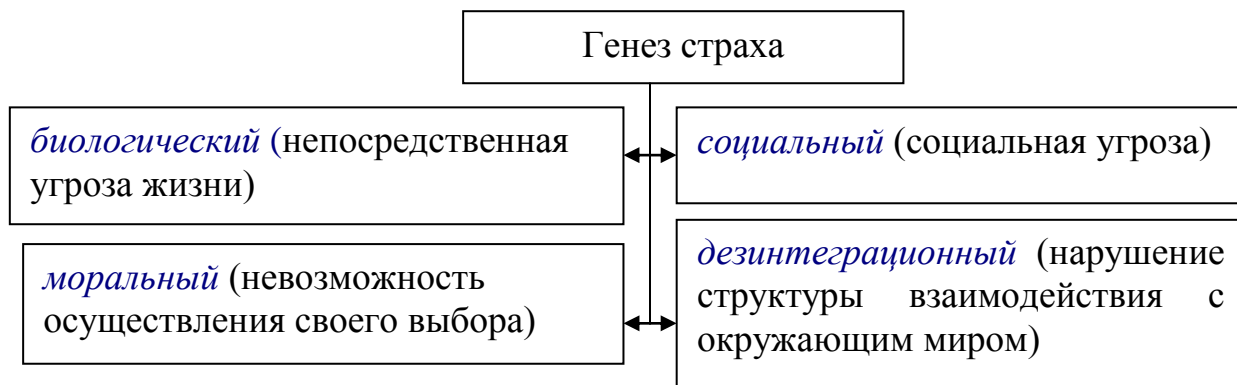 Генез страха
биологический (непосредственная
угроза жизни)
социальный (социальная угроза)
моральный (невозможность
осуществления своего выбора)
дезинтеграционный (нарушение
структуры взаимодействия с
окружающим миром)